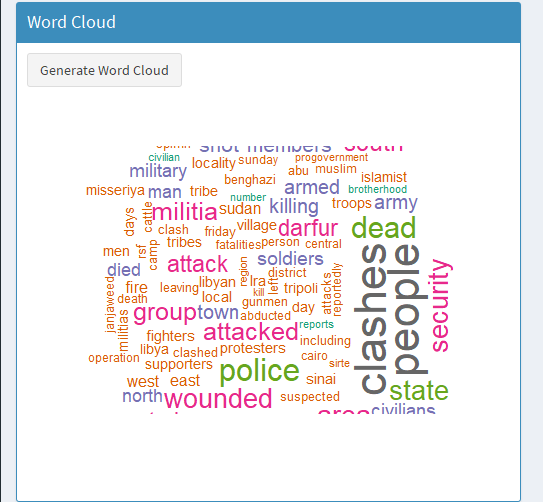 Word Cloud
Generate Word Cloud
shot members south
civilian
locality sunday progovernment
military abu muslim islamist
benghazi
misseriya man tribe armed brotherhood
number
militia sudan killing troops army
days cattle
clash friday village darfur dead
men rsf camp tribes fatalities person central
died attack region soldiers
clashes people security
fire leaving libyan lra district
kill left tripoli attacks reportedly
janjaweed death local gunmen day
militias group town abducted
attacked reports
fighters including
libya clashed protesters cairo
operation supporters sirte
police
west east sinai state
north wounded suspected
area civilians